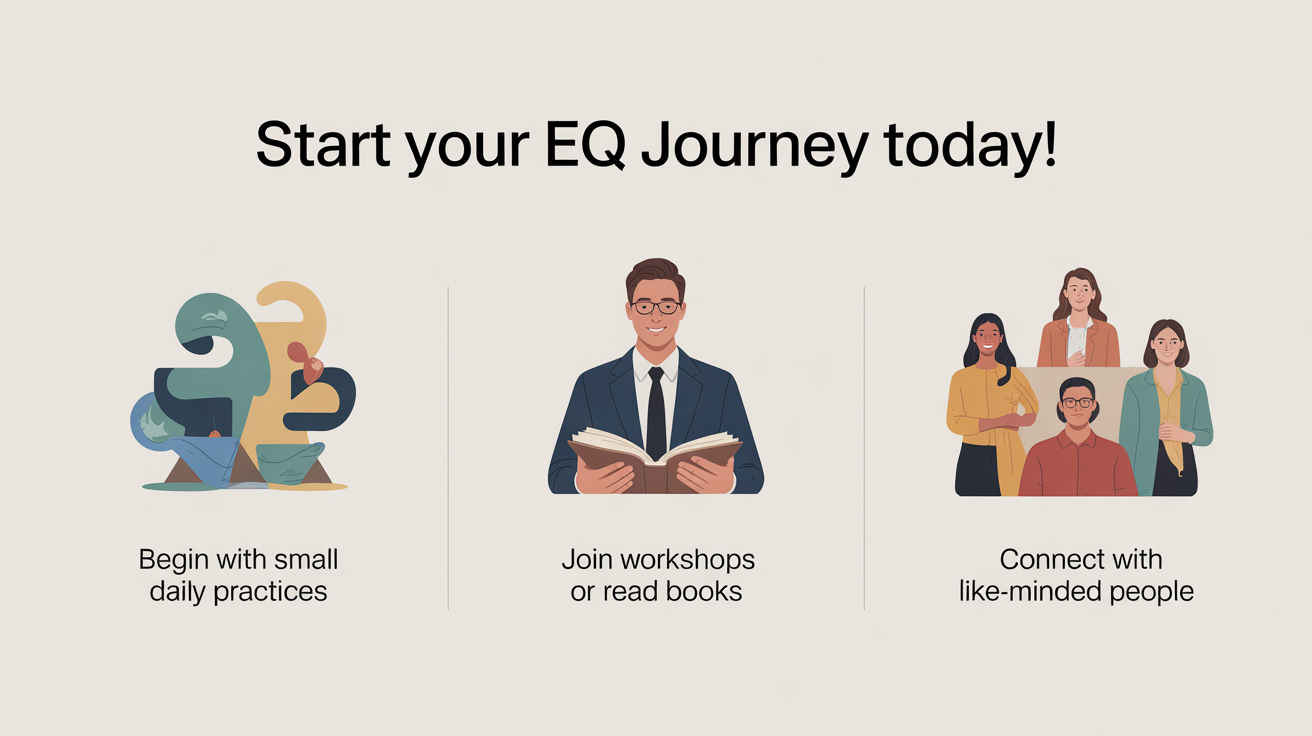 Start your EQ Journey today!
Begin with small
daily practices
Join workshops
or read books
Connect with
like-minded people